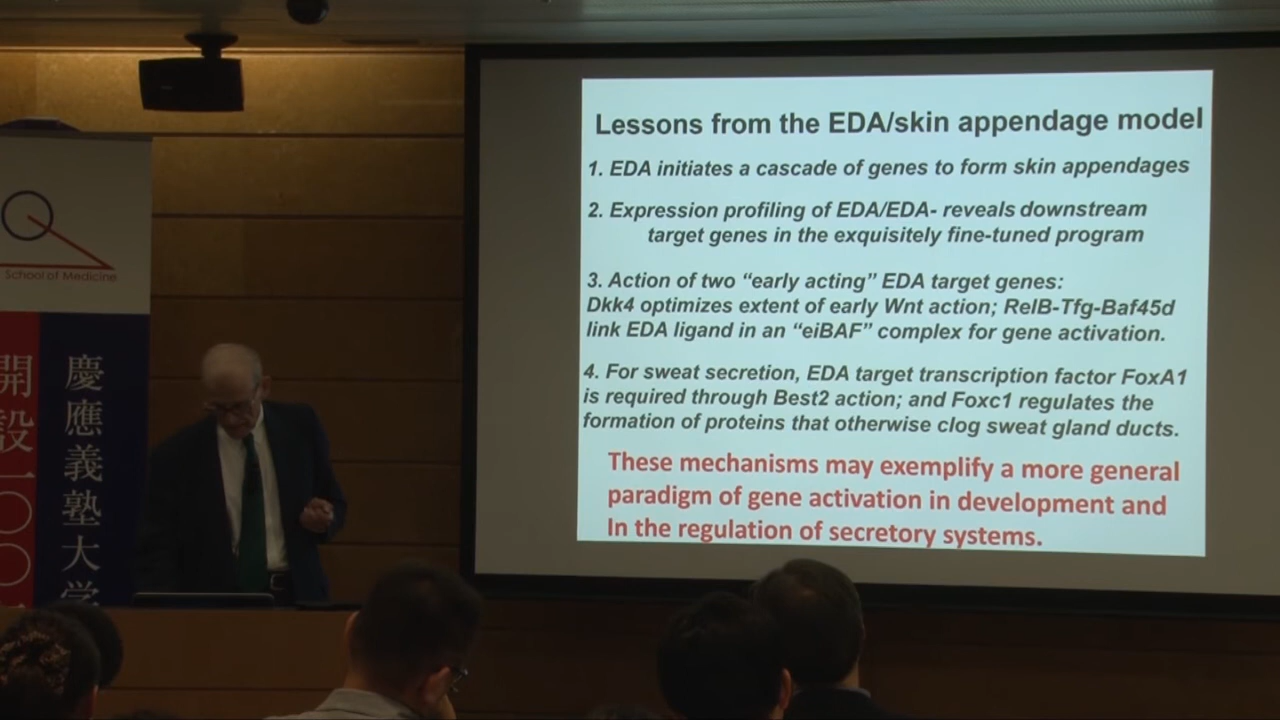 Lessons from the EDA/skin appendage model
1. EDA initiates a cascade of genes to form skin appendages
2. Expression profiling of EDA/EDA- reveals downstream
target genes in the exquisitely fine-tuned program
3. Action of two “early acting” EDA target genes:
Dkk4 optimizes extent of early Wnt action; RelB-Tfg-Baf45d
link EDA ligand in an “eiBAF” complex for gene activation.
4. For sweat secretion, EDA target transcription factor FoxA1
is required through Best2 action; and Foxc1 regulates the
formation of proteins that otherwise clog sweat gland ducts.
These mechanisms may exemplify a more general
paradigm of gene activation in development and
In the regulation of secretory systems.
School of Medicine
慶應義塾大学
開設一〇〇